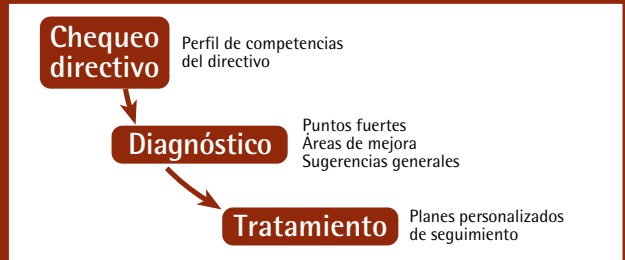 Chequeo
directivo
Perfil de competencias
del directivo
Diagnóstico
Puntos fuertes
Áreas de mejora
Sugerencias generales
Tratamiento
Planes personalizados
de seguimiento